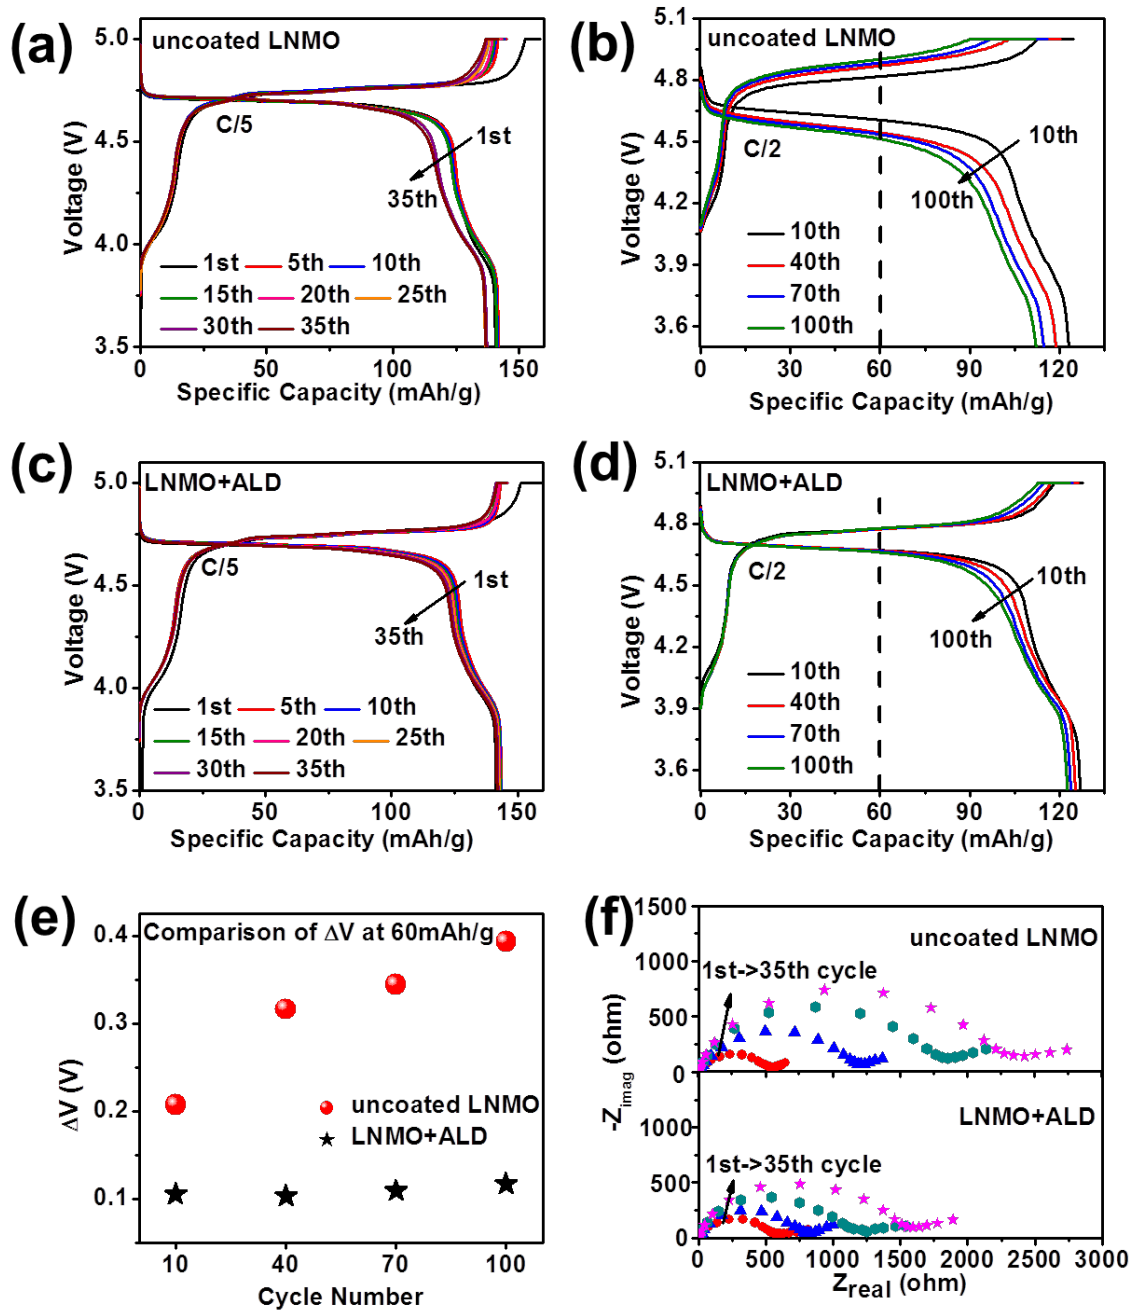 (a)
uncoated LNMO
5.0
4.5
4.0
3.5
Voltage (V)
C/5
1st
35th
1st 5th 10th
15th 20th 25th
30th 35th
0 50 100 150
Specific Capacity (mAh/g)
(b)
uncoated LNMO
5.1
4.8
4.5
4.2
3.9
3.6
Voltage (V)
C/2
10th
100th
10th
40th
70th
100th
0 30 60 90 120
Specific Capacity (mAh/g)
(c)
LNMO+ALD
5.0
4.5
4.0
3.5
Voltage (V)
C/5
1st
35th
1st 5th 10th
15th 20th 25th
30th 35th
0 50 100 150
Specific Capacity (mAh/g)
(d)
LNMO+ALD
5.1
4.8
4.5
4.2
3.9
3.6
Voltage (V)
C/2
10th
100th
10th
40th
70th
100th
0 30 60 90 120
Specific Capacity (mAh/g)
(e)
Comparison of ΔV at 60mAh/g
0.4
0.3
0.2
0.1
ΔV (V)
uncoated LNMO
LNMO+ALD
10 40 70 100
Cycle Number
(f)
1500
1000
500
0
uncoated LNMO
1st->35th cycle
-Zimag (ohm)
LNMO+ALD
1000
500
0
1st->35th cycle
0 500 1000 1500 2000 2500 3000
Zreal (ohm)